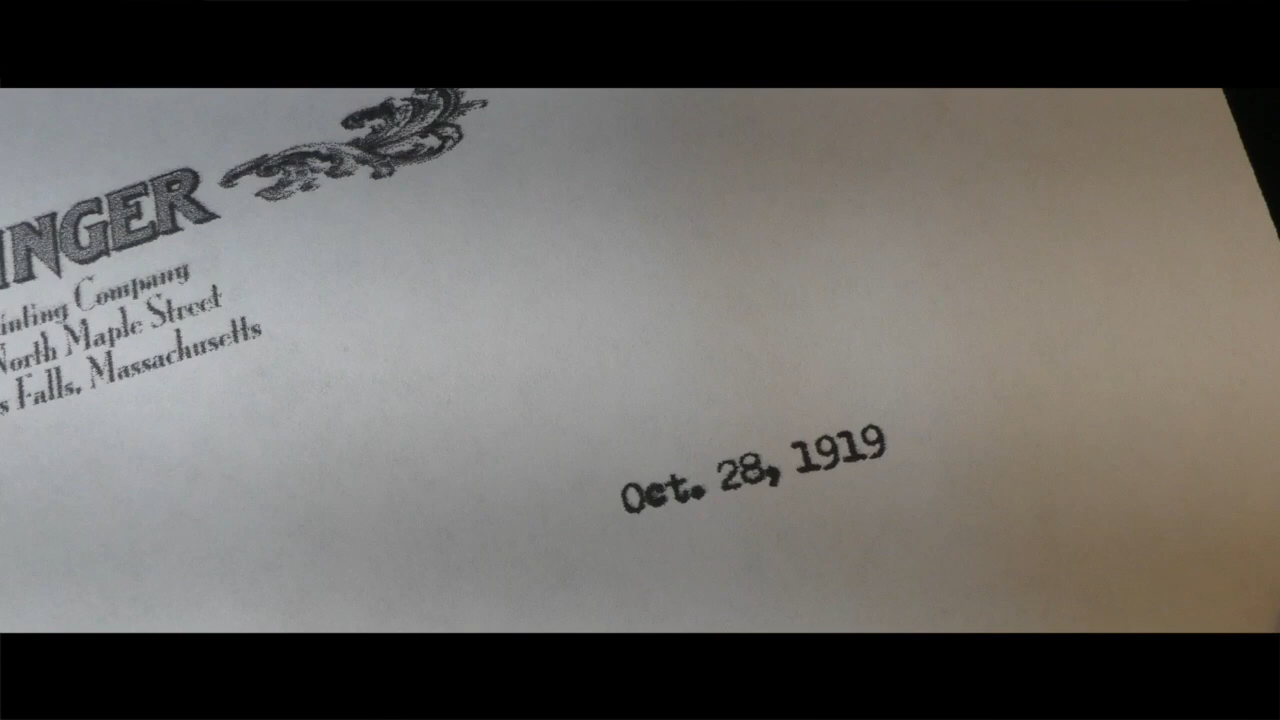 INGER
inting Company
North Maple Street
s Falls, Massachusetts
Oct. 28, 1919